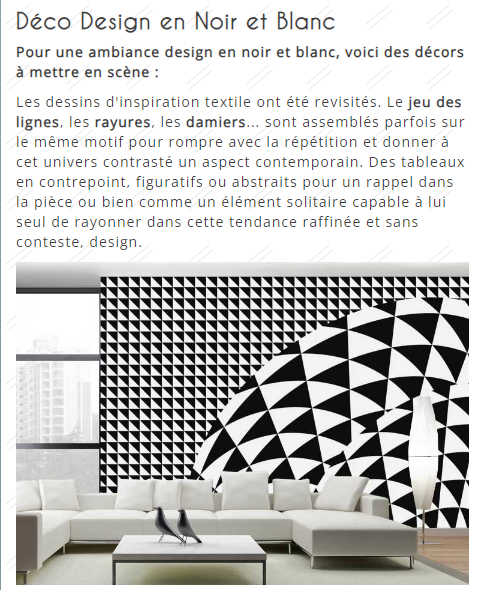 Déco Design en Noir et Blanc
Pour une ambiance design en noir et blanc, voici des décors
à mettre en scène :
Les dessins d'inspiration textile ont été revisités. Le jeu des
lignes, les rayures, les damiers... sont assemblés parfois sur
le même motif pour rompre avec la répétition et donner à
cet univers contrasté un aspect contemporain. Des tableaux
en contrepoint, figuratifs ou abstraits pour un rappel dans
la pièce ou bien comme un élément solitaire capable à lui
seul de rayonner dans cette tendance raffinée et sans
conteste, design.